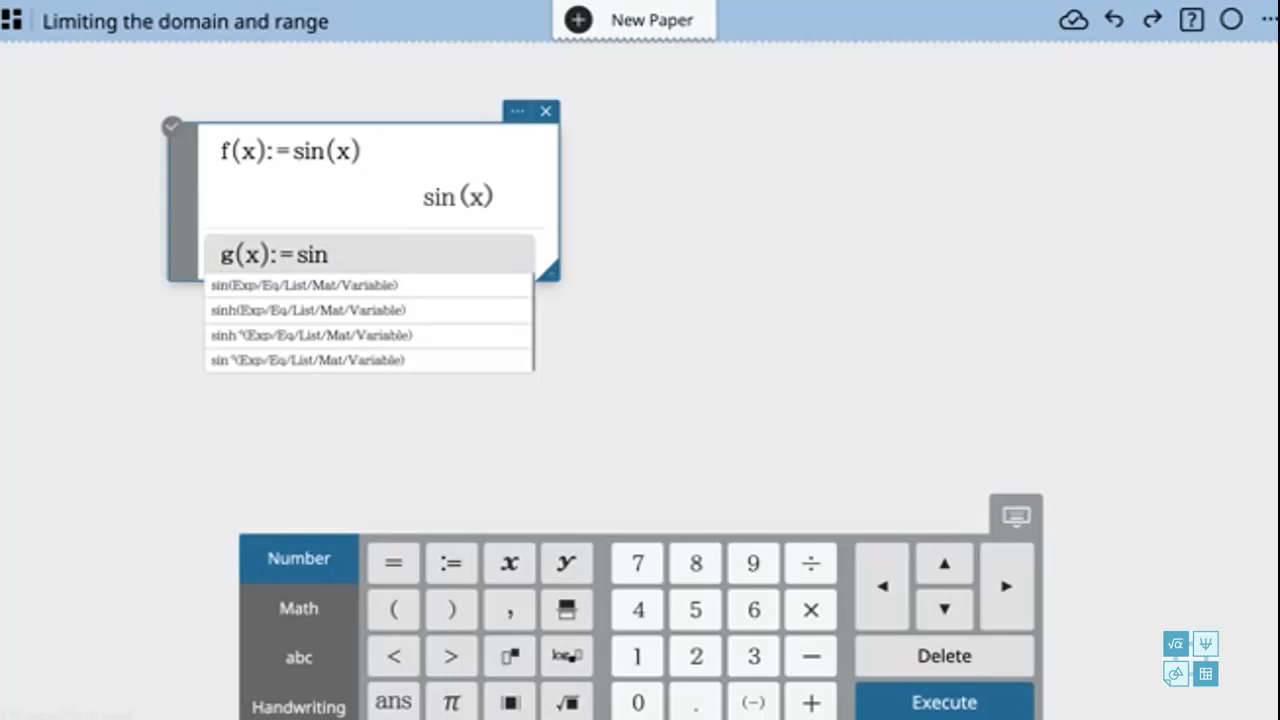 Limiting the domain and range
New Paper
f(x):=sin(x)
sin(x)
g(x):=sin
sin(Exp/Eq/List/Mat/Variable)
sinh(Exp/Eq/List/Mat/Variable)
sinh⁻¹(Exp/Eq/List/Mat/Variable)
sin⁻¹(Exp/Eq/List/Mat/Variable)
Number = := x y 7 8 9 ÷
Math ( ) , 4 5 6 ×
abc < > log 1 2 3 − Delete
Handwriting ans π √ 0 . (−) + Execute